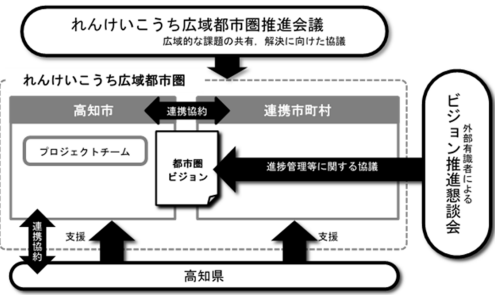 れんけいこうち広域都市圏推進会議
広域的な課題の共有，解決に向けた協議
れんけいこうち広域都市圏
高知市
連携協約
連携市町村
プロジェクトチーム
都市圏
ビジョン
進捗管理等に関する協議
外部有識者による
ビジョン推進懇談会
連携協約
支援
支援
高知県